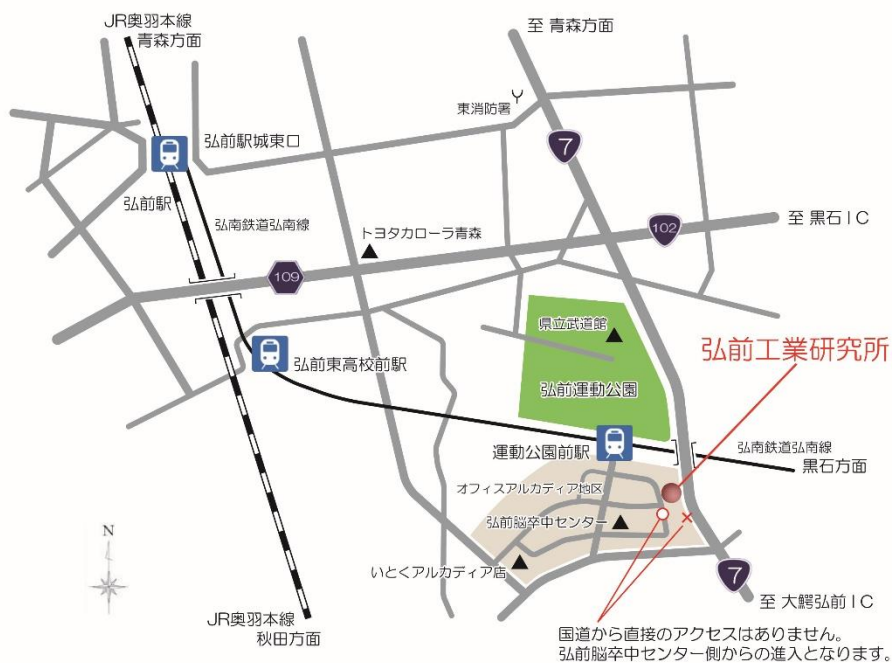 JR奥羽本線
青森方面
至 青森方面
東消防署
7
弘前駅城東口
弘前駅
弘南鉄道弘南線
トヨタカローラ青森
102
至 黒石IC
109
県立武道館
弘前工業研究所
弘前東高校前駅
弘前運動公園
運動公園前駅
弘南鉄道弘南線
黒石方面
オフィスアルカディア地区
弘前脳卒中センター
N
いとくアルカディア店
7
至 大鰐弘前IC
JR奥羽本線
秋田方面
国道から直接のアクセスはありません。
弘前脳卒中センター側からの進入となります。